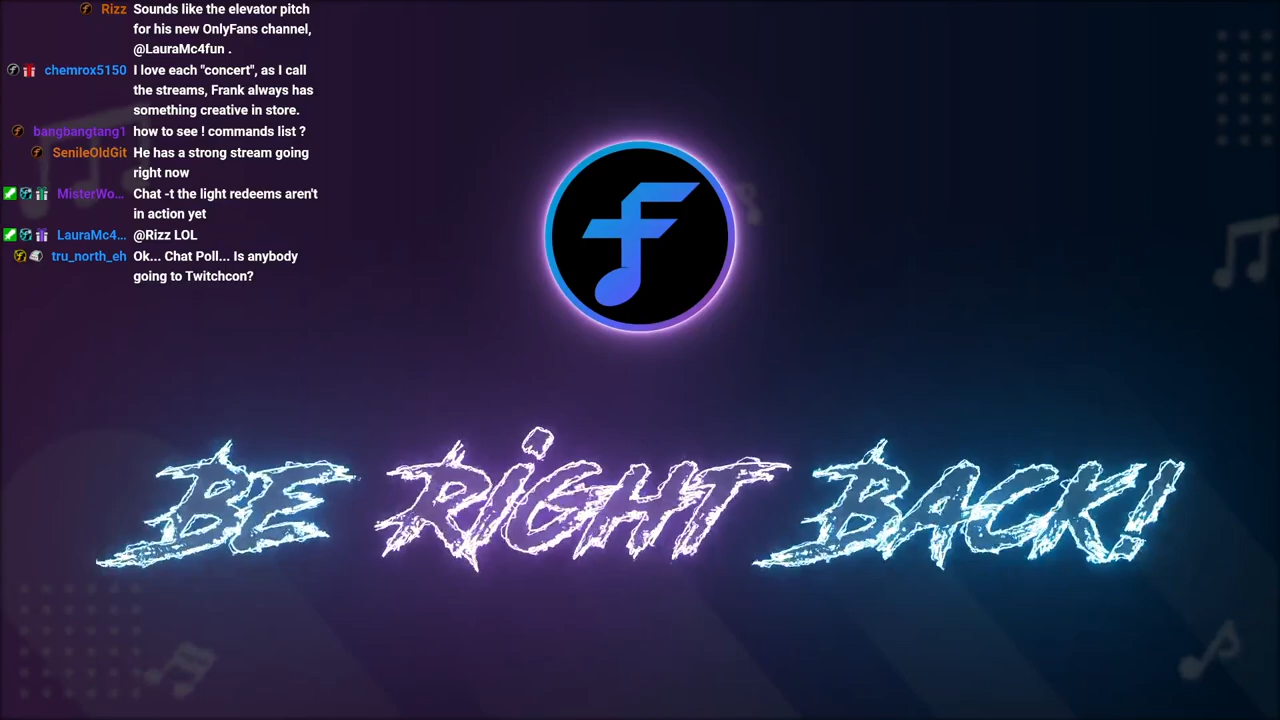 Rizz Sounds like the elevator pitch
for his new OnlyFans channel,
@LauraMc4fun .
chemrox5150 I love each "concert", as I call
the streams, Frank always has
something creative in store.
bangbangtang1 how to see ! commands list ?
SenileOldGit He has a strong stream going
right now
MisterWo... Chat -t the light redeems aren't
in action yet
LauraMc4... @Rizz LOL
tru_north_eh Ok... Chat Poll... Is anybody
going to Twitchcon?
BE RIGHT BACK!